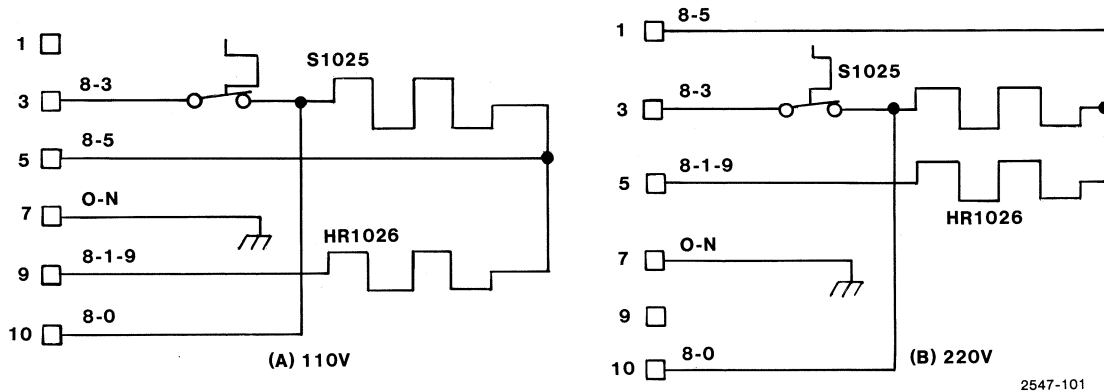 1
3 8-3
S1025
5 8-5
7 O-N
HR1026
9 8-1-9
10 8-0
(A) 110V
1 8-5
S1025
3 8-3
5 8-1-9
HR1026
7 O-N
9
10 8-0
(B) 220V
2547-101